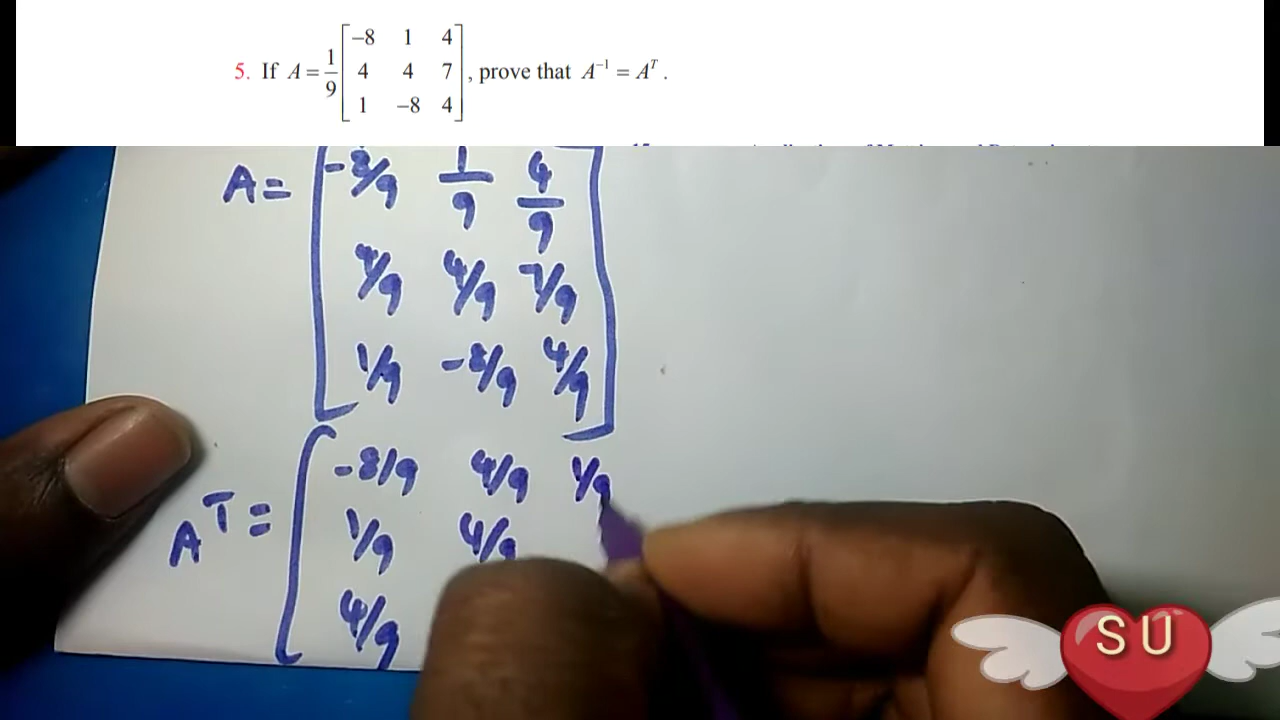 5. If A = 1/9 [ -8 1 4
4 4 7
1 -8 4 ], prove that A⁻¹ = Aᵀ.
A = [ -8/9 1/9 4/9
4/9 4/9 7/9
1/9 -8/9 4/9 ]
Aᵀ = [ -8/9 4/9 1/9
1/9 4/9
4/9
SU